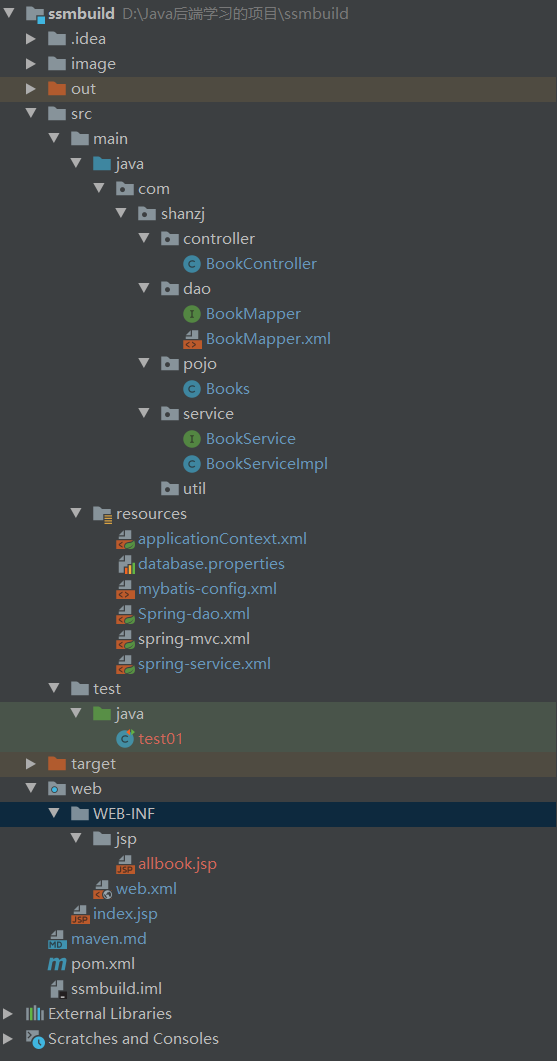 ssmbuild D:\Java后端学习的项目\ssmbuild
.idea
image
out
src
main
java
com
shanzj
controller
BookController
dao
BookMapper
BookMapper.xml
pojo
Books
service
BookService
BookServiceImpl
util
resources
applicationContext.xml
database.properties
mybatis-config.xml
Spring-dao.xml
spring-mvc.xml
spring-service.xml
test
java
test01
target
web
WEB-INF
jsp
allbook.jsp
web.xml
index.jsp
maven.md
pom.xml
ssmbuild.iml
External Libraries
Scratches and Consoles